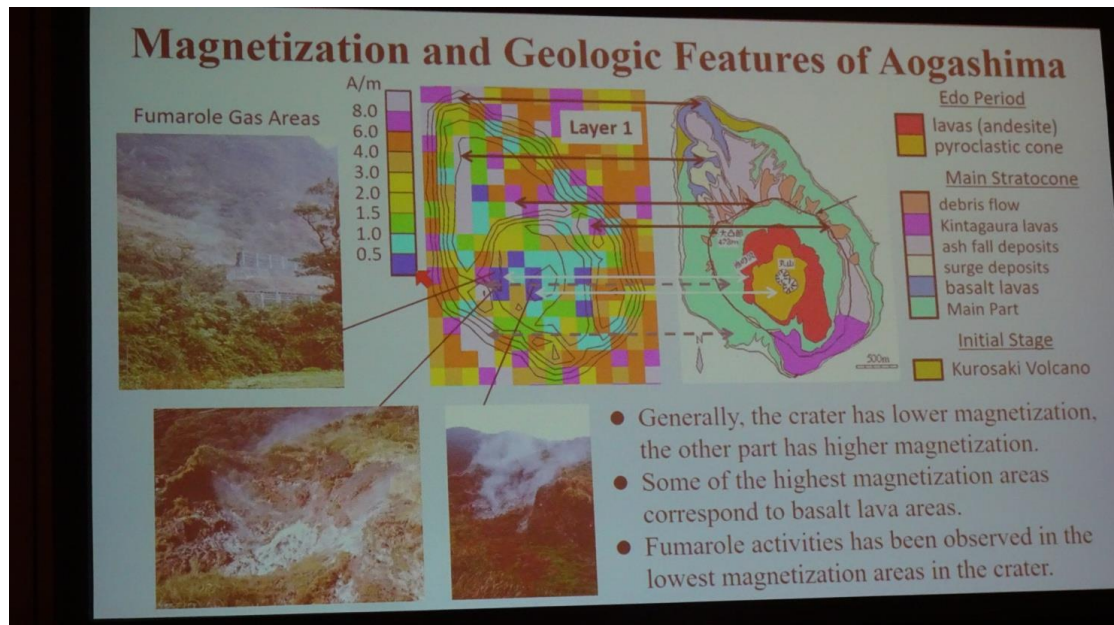 Magnetization and Geologic Features of Aogashima
Fumarole Gas Areas
A/m
8.0
6.0
4.0
3.0
2.0
1.5
1.0
0.5
Layer 1
N
500m
Edo Period
lavas (andesite)
pyroclastic cone
Main Stratocone
debris flow
Kintagaura lavas
ash fall deposits
surge deposits
basalt lavas
Main Part
Initial Stage
Kurosaki Volcano
● Generally, the crater has lower magnetization,
the other part has higher magnetization.
● Some of the highest magnetization areas
correspond to basalt lava areas.
● Fumarole activities has been observed in the
lowest magnetization areas in the crater.